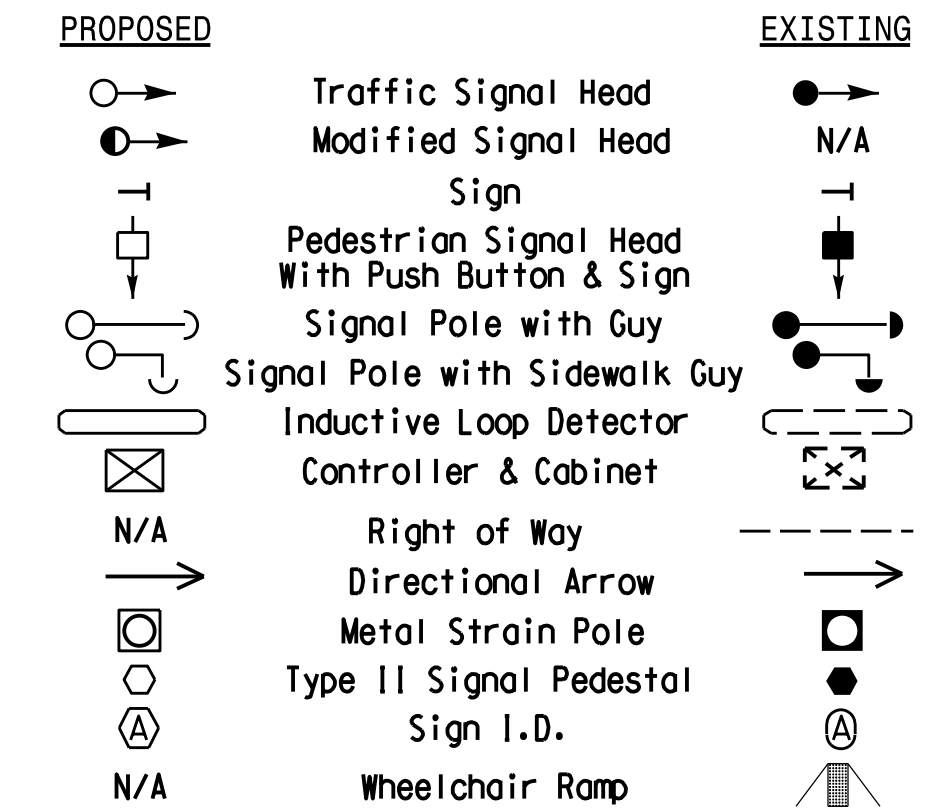 PROPOSED EXISTING
Traffic Signal Head
Modified Signal Head N/A
Sign
Pedestrian Signal Head
With Push Button & Sign
Signal Pole with Guy
Signal Pole with Sidewalk Guy
Inductive Loop Detector
Controller & Cabinet
N/A Right of Way
Directional Arrow
Metal Strain Pole
Type II Signal Pedestal
A Sign I.D. A
N/A Wheelchair Ramp